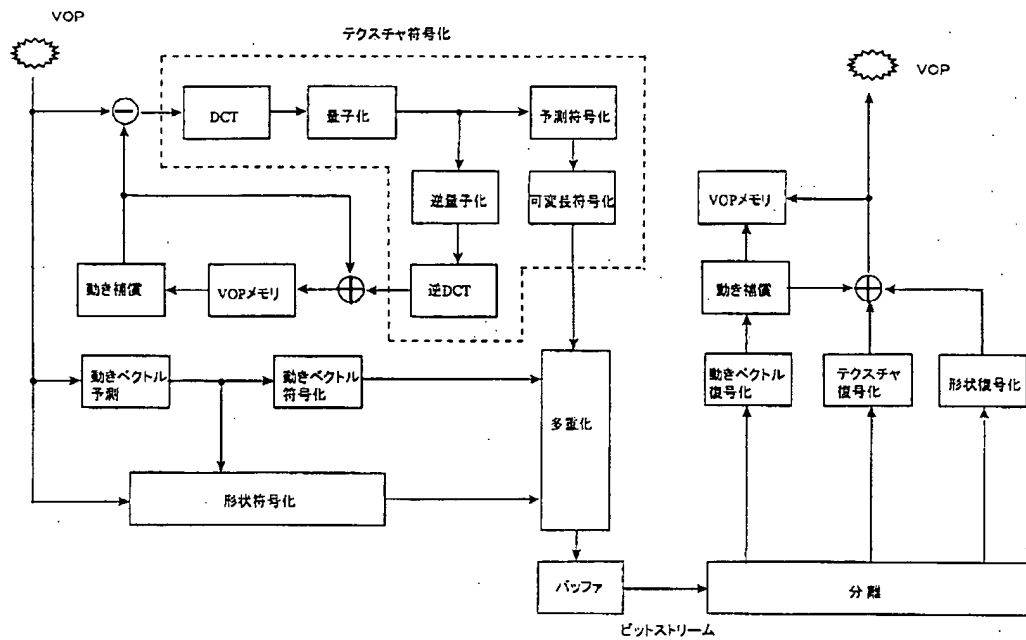 VOP
テクスチャ符号化
VOP
DCT
量子化
予測符号化
逆量子化
可変長符号化
VOPメモリ
動き補償
VOPメモリ
逆DCT
動き補償
動きベクトル
予測
動きベクトル
符号化
多重化
動きベクトル
復号化
テクスチャ
復号化
形状復号化
形状符号化
バッファ
分離
ビットストリーム